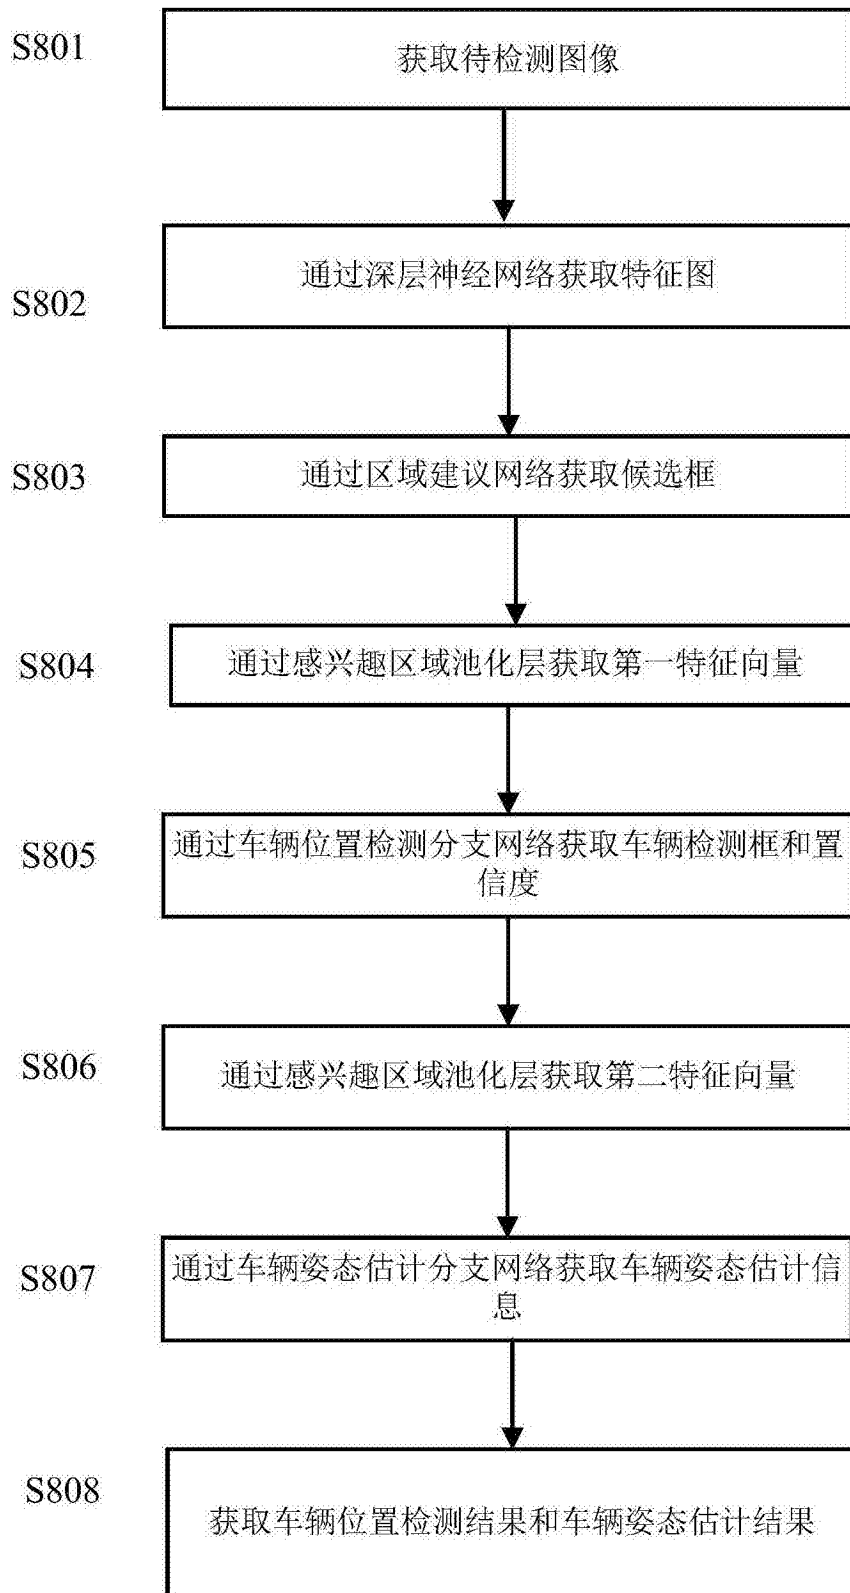 S801
获取待检测图像
S802
通过深层神经网络获取特征图
S803
通过区域建议网络获取候选框
S804
通过感兴趣区域池化层获取第一特征向量
S805
通过车辆位置检测分支网络获取车辆检测框和置
信度
S806
通过感兴趣区域池化层获取第二特征向量
S807
通过车辆姿态估计分支网络获取车辆姿态估计信
息
S808
获取车辆位置检测结果和车辆姿态估计结果